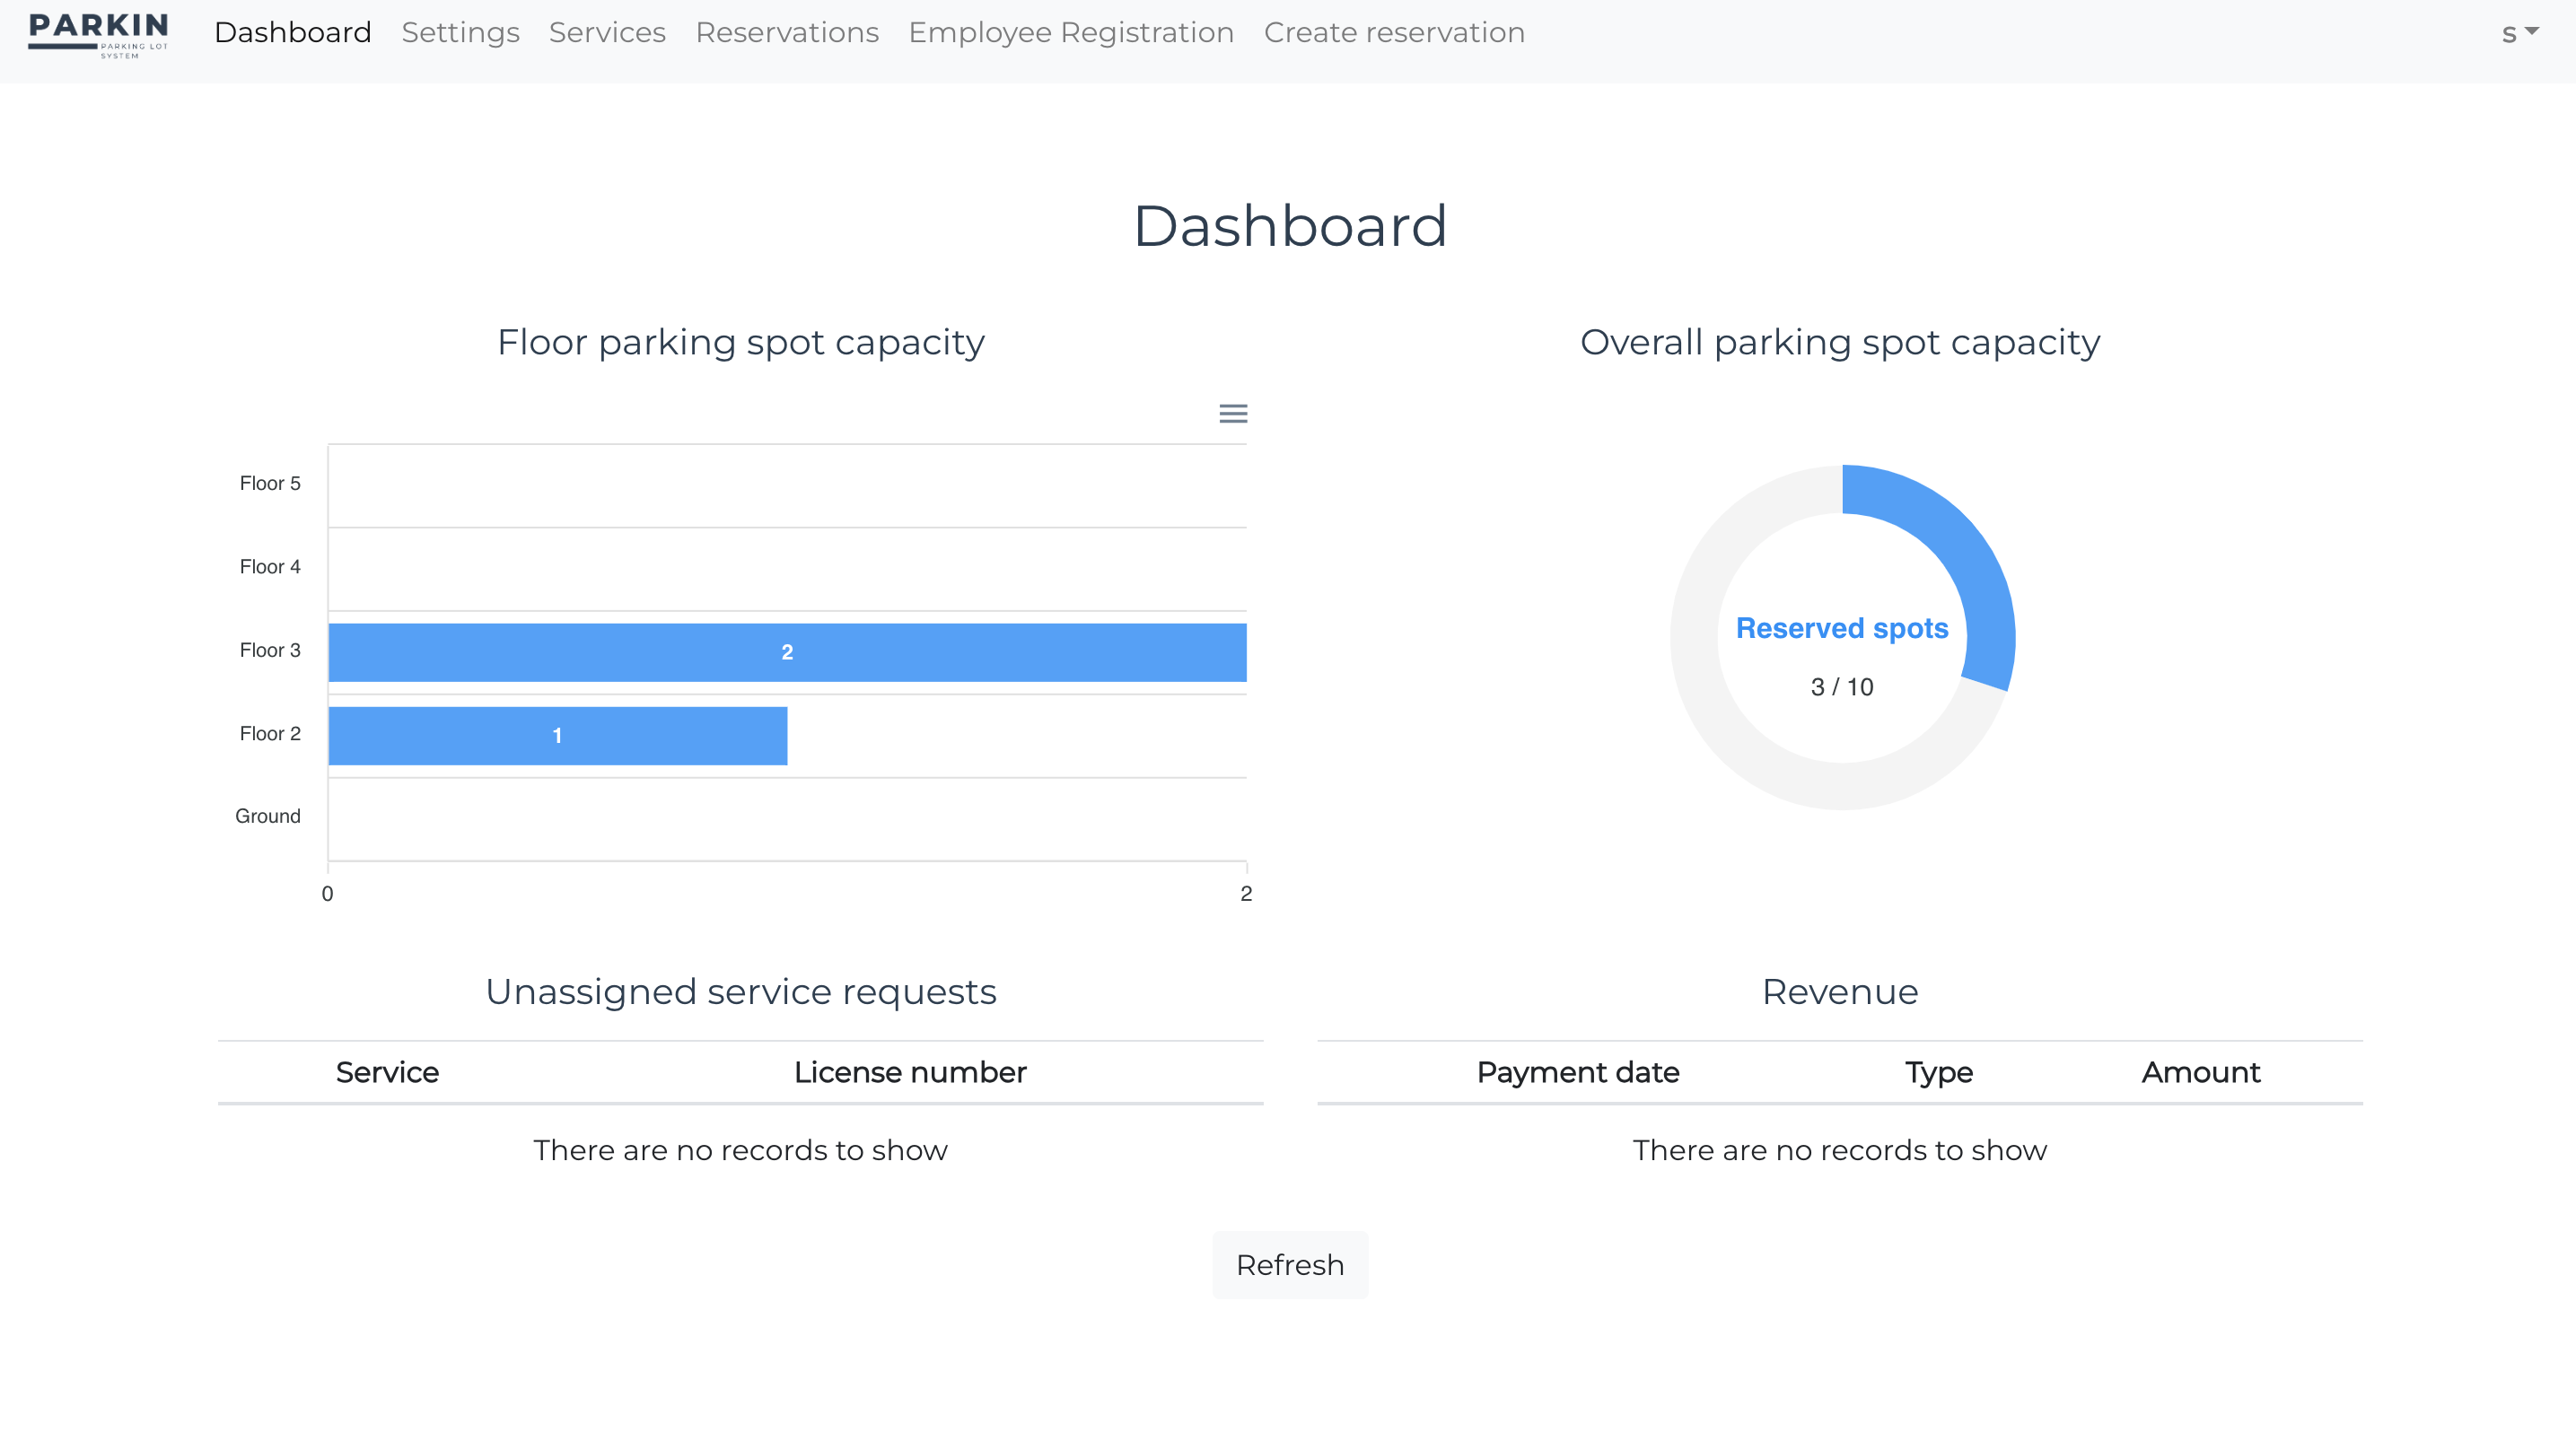 PARKIN
PARKING LOT
SYSTEM
Dashboard Settings Services Reservations Employee Registration Create reservation s
Dashboard
Floor parking spot capacity
Floor 5
Floor 4
Floor 3
2
Floor 2
1
Ground
0 2
Overall parking spot capacity
Reserved spots
3 / 10
Unassigned service requests
Service License number
There are no records to show
Revenue
Payment date Type Amount
There are no records to show
Refresh